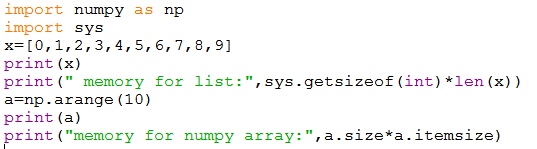 import numpy as np
import sys
x=[0,1,2,3,4,5,6,7,8,9]
print(x)
print(" memory for list:",sys.getsizeof(int)*len(x))
a=np.arange(10)
print(a)
print("memory for numpy array:",a.size*a.itemsize)